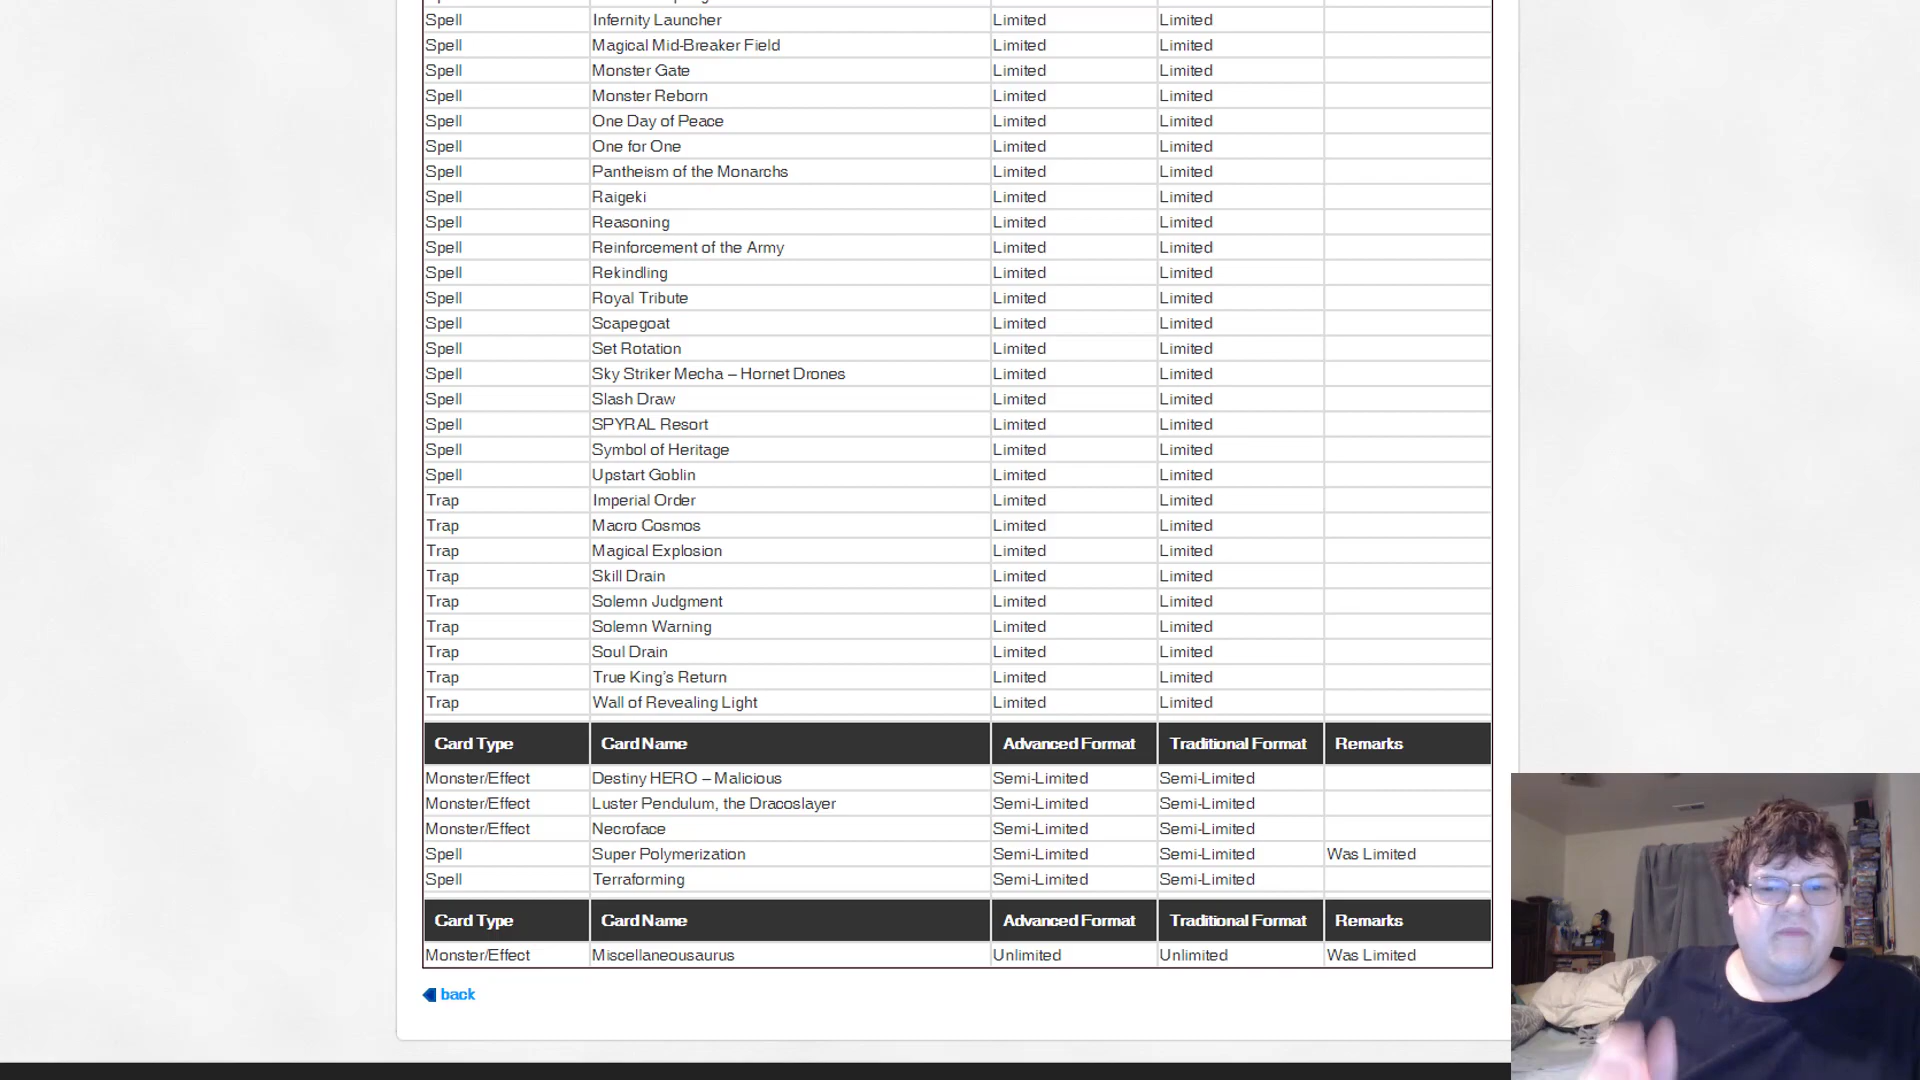 Spell Infernity Launcher Limited Limited
Spell Magical Mid-Breaker Field Limited Limited
Spell Monster Gate Limited Limited
Spell Monster Reborn Limited Limited
Spell One Day of Peace Limited Limited
Spell One for One Limited Limited
Spell Pantheism of the Monarchs Limited Limited
Spell Raigeki Limited Limited
Spell Reasoning Limited Limited
Spell Reinforcement of the Army Limited Limited
Spell Rekindling Limited Limited
Spell Royal Tribute Limited Limited
Spell Scapegoat Limited Limited
Spell Set Rotation Limited Limited
Spell Sky Striker Mecha – Hornet Drones Limited Limited
Spell Slash Draw Limited Limited
Spell SPYRAL Resort Limited Limited
Spell Symbol of Heritage Limited Limited
Spell Upstart Goblin Limited Limited
Trap Imperial Order Limited Limited
Trap Macro Cosmos Limited Limited
Trap Magical Explosion Limited Limited
Trap Skill Drain Limited Limited
Trap Solemn Judgment Limited Limited
Trap Solemn Warning Limited Limited
Trap Soul Drain Limited Limited
Trap True King’s Return Limited Limited
Trap Wall of Revealing Light Limited Limited
Card Type Card Name Advanced Format Traditional Format Remarks
Monster/Effect Destiny HERO – Malicious Semi-Limited Semi-Limited
Monster/Effect Luster Pendulum, the Dracoslayer Semi-Limited Semi-Limited
Monster/Effect Necroface Semi-Limited Semi-Limited
Spell Super Polymerization Semi-Limited Semi-Limited Was Limited
Spell Terraforming Semi-Limited Semi-Limited
Card Type Card Name Advanced Format Traditional Format Remarks
Monster/Effect Miscellaneousaurus Unlimited Unlimited Was Limited
back